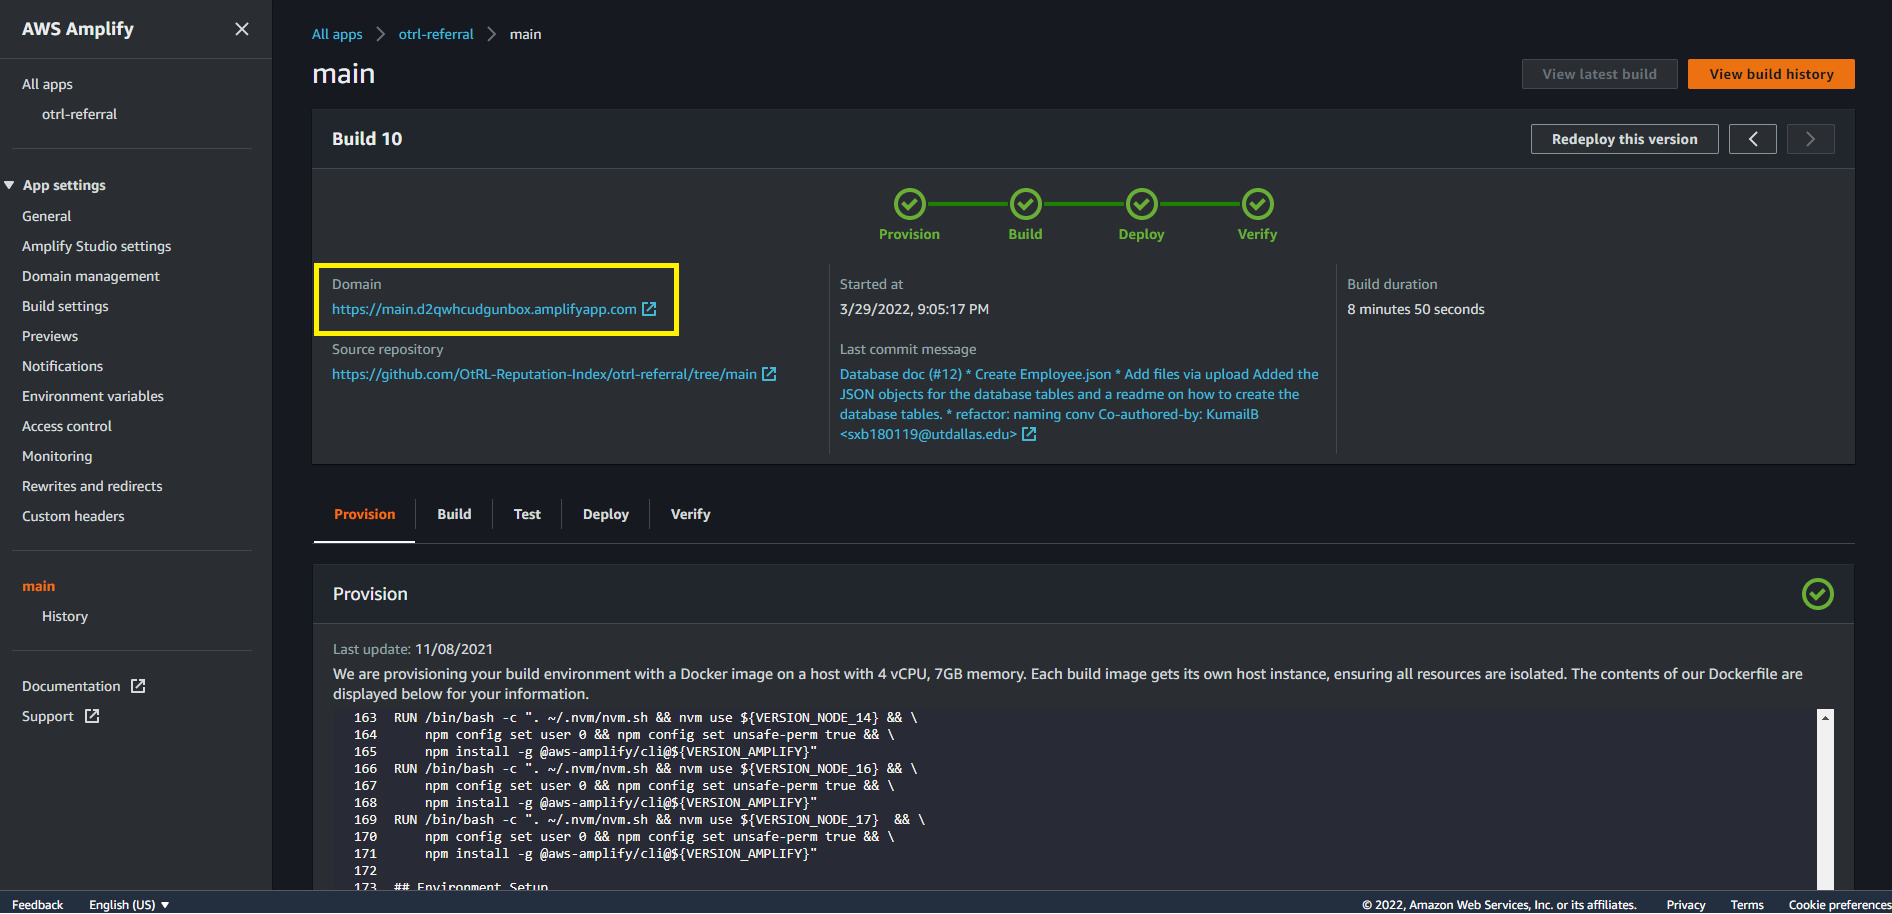 AWS Amplify
All apps
otrl-referral
App settings
General
Amplify Studio settings
Domain management
Build settings
Previews
Notifications
Environment variables
Access control
Monitoring
Rewrites and redirects
Custom headers
main
History
Documentation
Support
All apps > otrl-referral > main
main
View latest build
View build history
Build 10
Redeploy this version
Provision
Build
Deploy
Verify
Domain
https://main.d2qwhcudgunbox.amplifyapp.com
Source repository
https://github.com/OtRL-Reputation-Index/otrl-referral/tree/main
Started at
3/29/2022, 9:05:17 PM
Last commit message
Database doc (#12) * Create Employee.json * Add files via upload Added the
JSON objects for the database tables and a readme on how to create the
database tables. * refactor: naming conv Co-authored-by: KumailB
<sxb180119@utdallas.edu>
Build duration
8 minutes 50 seconds
Provision
Build
Test
Deploy
Verify
Provision
Last update: 11/08/2021
We are provisioning your build environment with a Docker image on a host with 4 vCPU, 7GB memory. Each build image gets its own host instance, ensuring all resources are isolated. The contents of our Dockerfile are
displayed below for your information.
163 RUN /bin/bash -c ". ~/.nvm/nvm.sh && nvm use ${VERSION_NODE_14} && \
164     npm config set user 0 && npm config set unsafe-perm true && \
165     npm install -g @aws-amplify/cli@${VERSION_AMPLIFY}"
166 RUN /bin/bash -c ". ~/.nvm/nvm.sh && nvm use ${VERSION_NODE_16} && \
167     npm config set user 0 && npm config set unsafe-perm true && \
168     npm install -g @aws-amplify/cli@${VERSION_AMPLIFY}"
169 RUN /bin/bash -c ". ~/.nvm/nvm.sh && nvm use ${VERSION_NODE_17}  && \
170     npm config set user 0 && npm config set unsafe-perm true && \
171     npm install -g @aws-amplify/cli@${VERSION_AMPLIFY}"
172
173 ## Environment Setup
Feedback
English (US)
© 2022, Amazon Web Services, Inc. or its affiliates.
Privacy
Terms
Cookie preferences